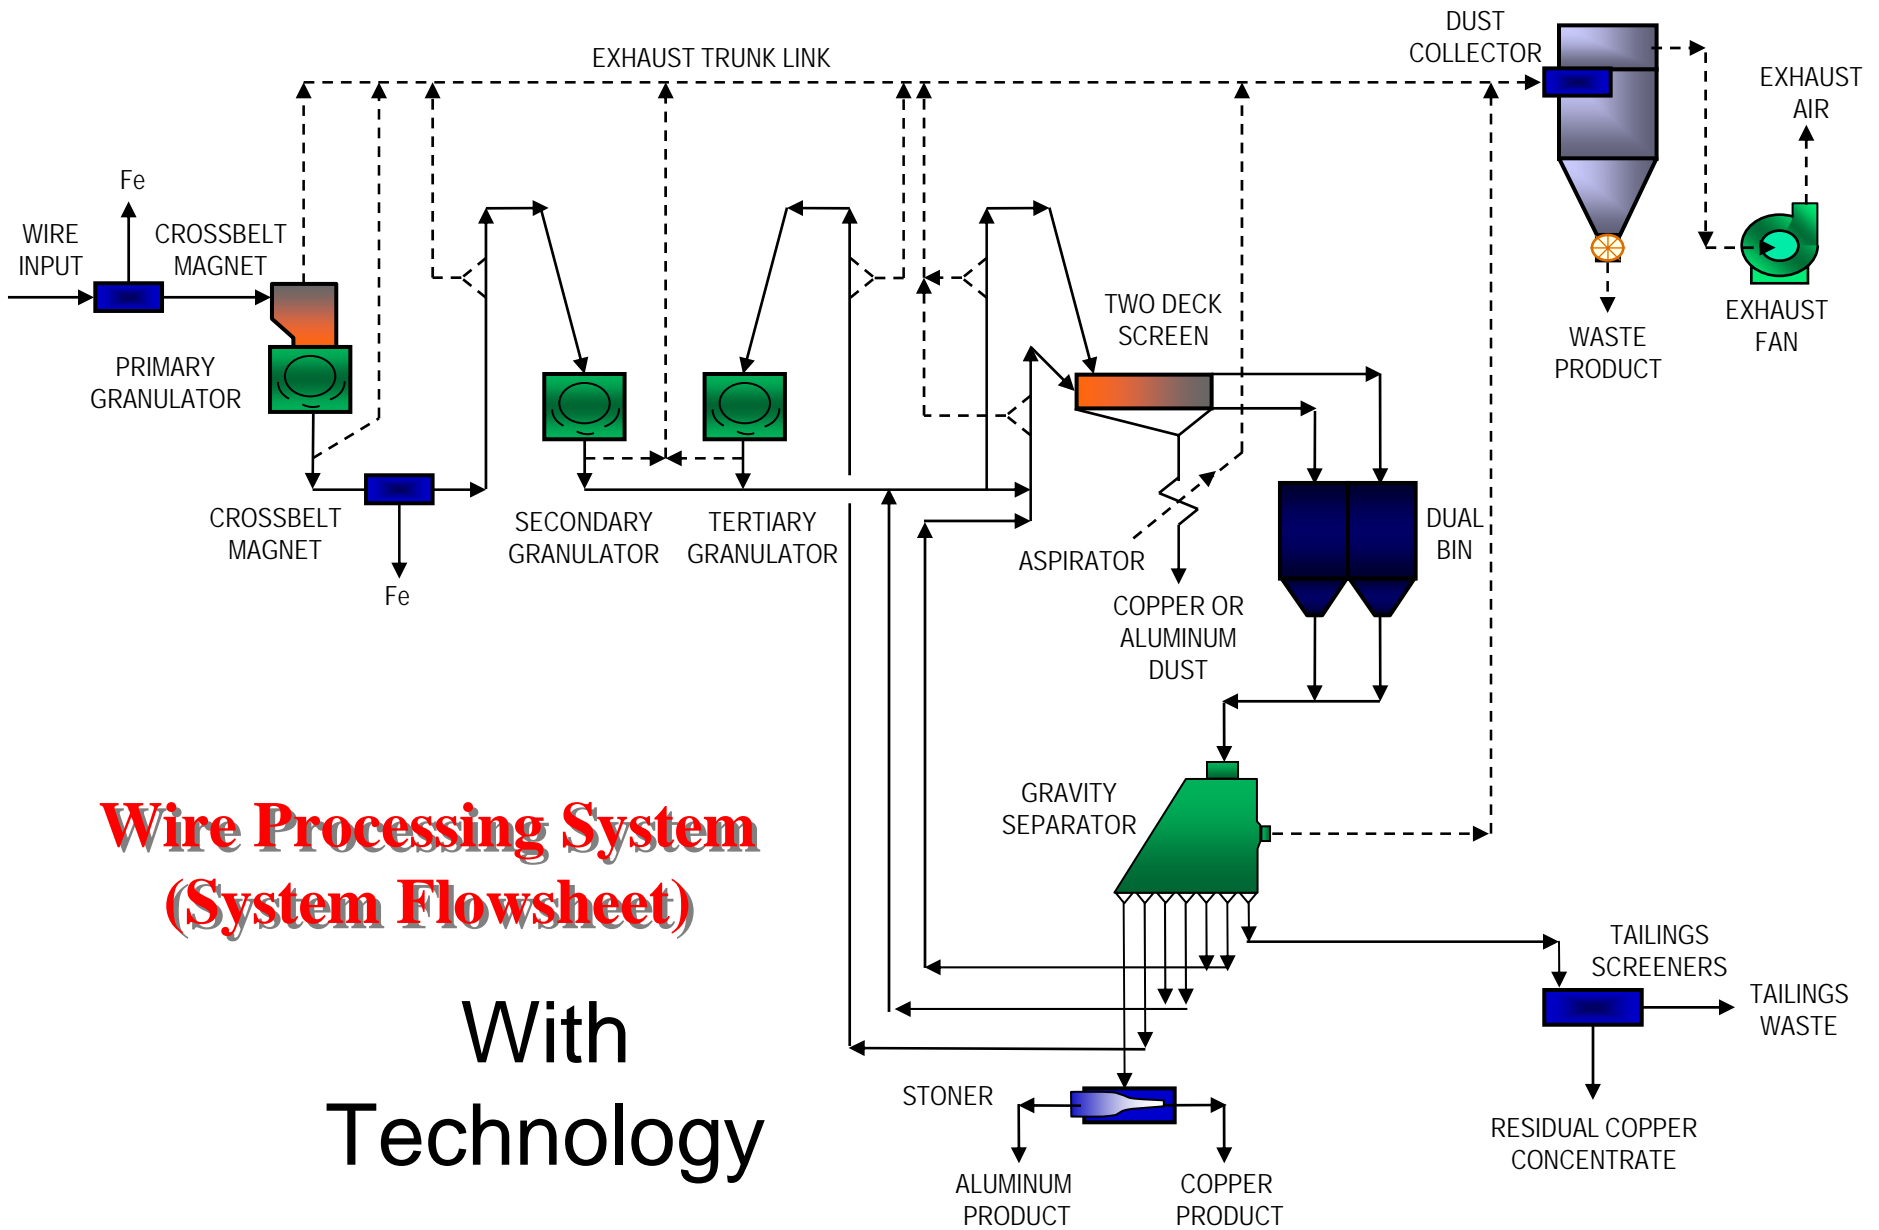 DUST
COLLECTOR
EXHAUST TRUNK LINK
EXHAUST
AIR
Fe
WIRE
INPUT
CROSSBELT
MAGNET
TWO DECK
SCREEN
EXHAUST
FAN
WASTE
PRODUCT
PRIMARY
GRANULATOR
CROSSBELT
MAGNET
SECONDARY
GRANULATOR
TERTIARY
GRANULATOR
ASPIRATOR
DUAL
BIN
Fe
COPPER OR
ALUMINUM
DUST
GRAVITY
SEPARATOR
Wire Processing System
(System Flowsheet)
TAILINGS
SCREENERS
TAILINGS
WASTE
With
Technology
STONER
RESIDUAL COPPER
CONCENTRATE
ALUMINUM
PRODUCT
COPPER
PRODUCT